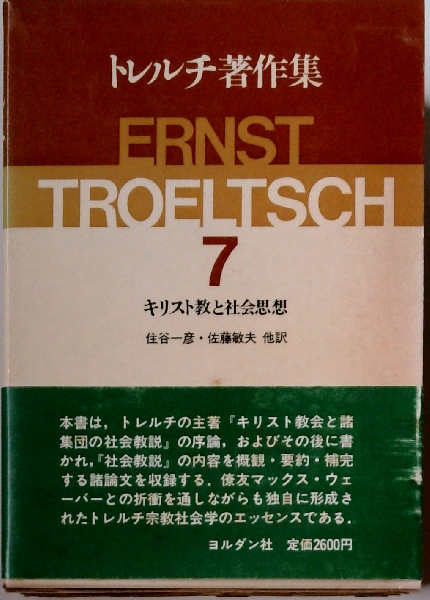 トレルチ著作集
ERNST
TROELTSCH
7
キリスト教と社会思想
住谷一彦・佐藤敏夫 他訳
本書は，トレルチの主著『キリスト教会と諸
集団の社会教説』の序論，およびその後に書
かれ，『社会教説』の内容を概観・要約・補完
する諸論文を収録する．僚友マックス・ウェ
ーバーとの折衝を通しながらも独自に形成さ
れたトレルチ宗教社会学のエッセンスである．
ヨルダン社 定価2600円